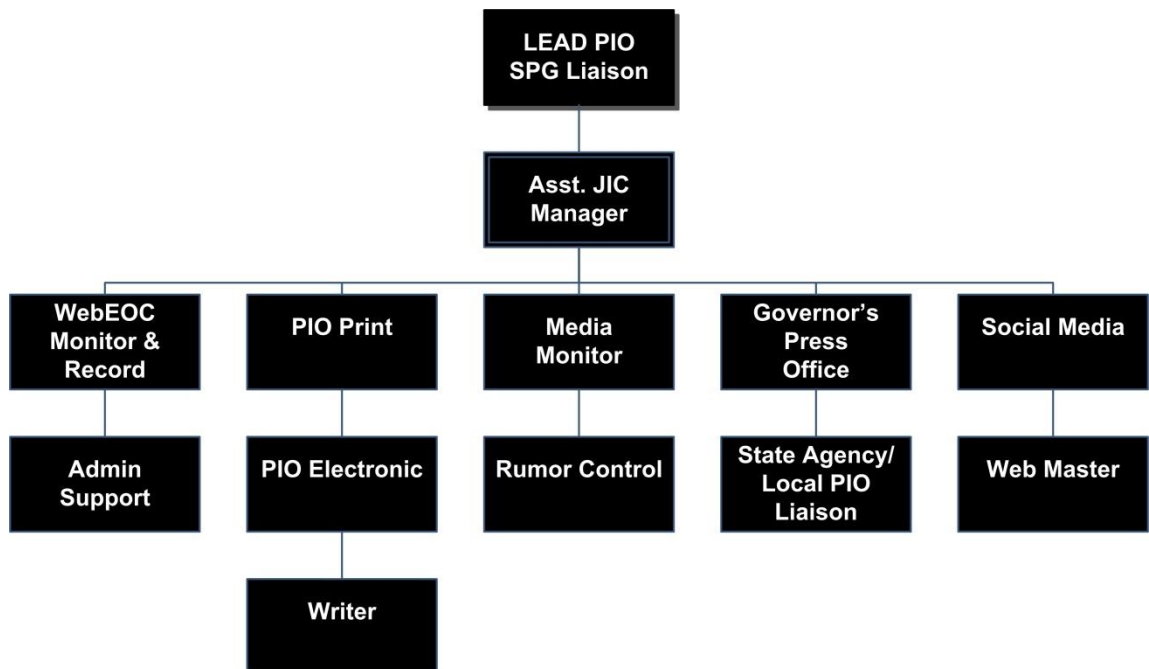 LEAD PIO
SPG Liaison
Asst. JIC
Manager
WebEOC
Monitor &
Record
PIO Print
Media
Monitor
Governor’s
Press
Office
Social Media
Admin
Support
PIO Electronic
Rumor Control
State Agency/
Local PIO
Liaison
Web Master
Writer